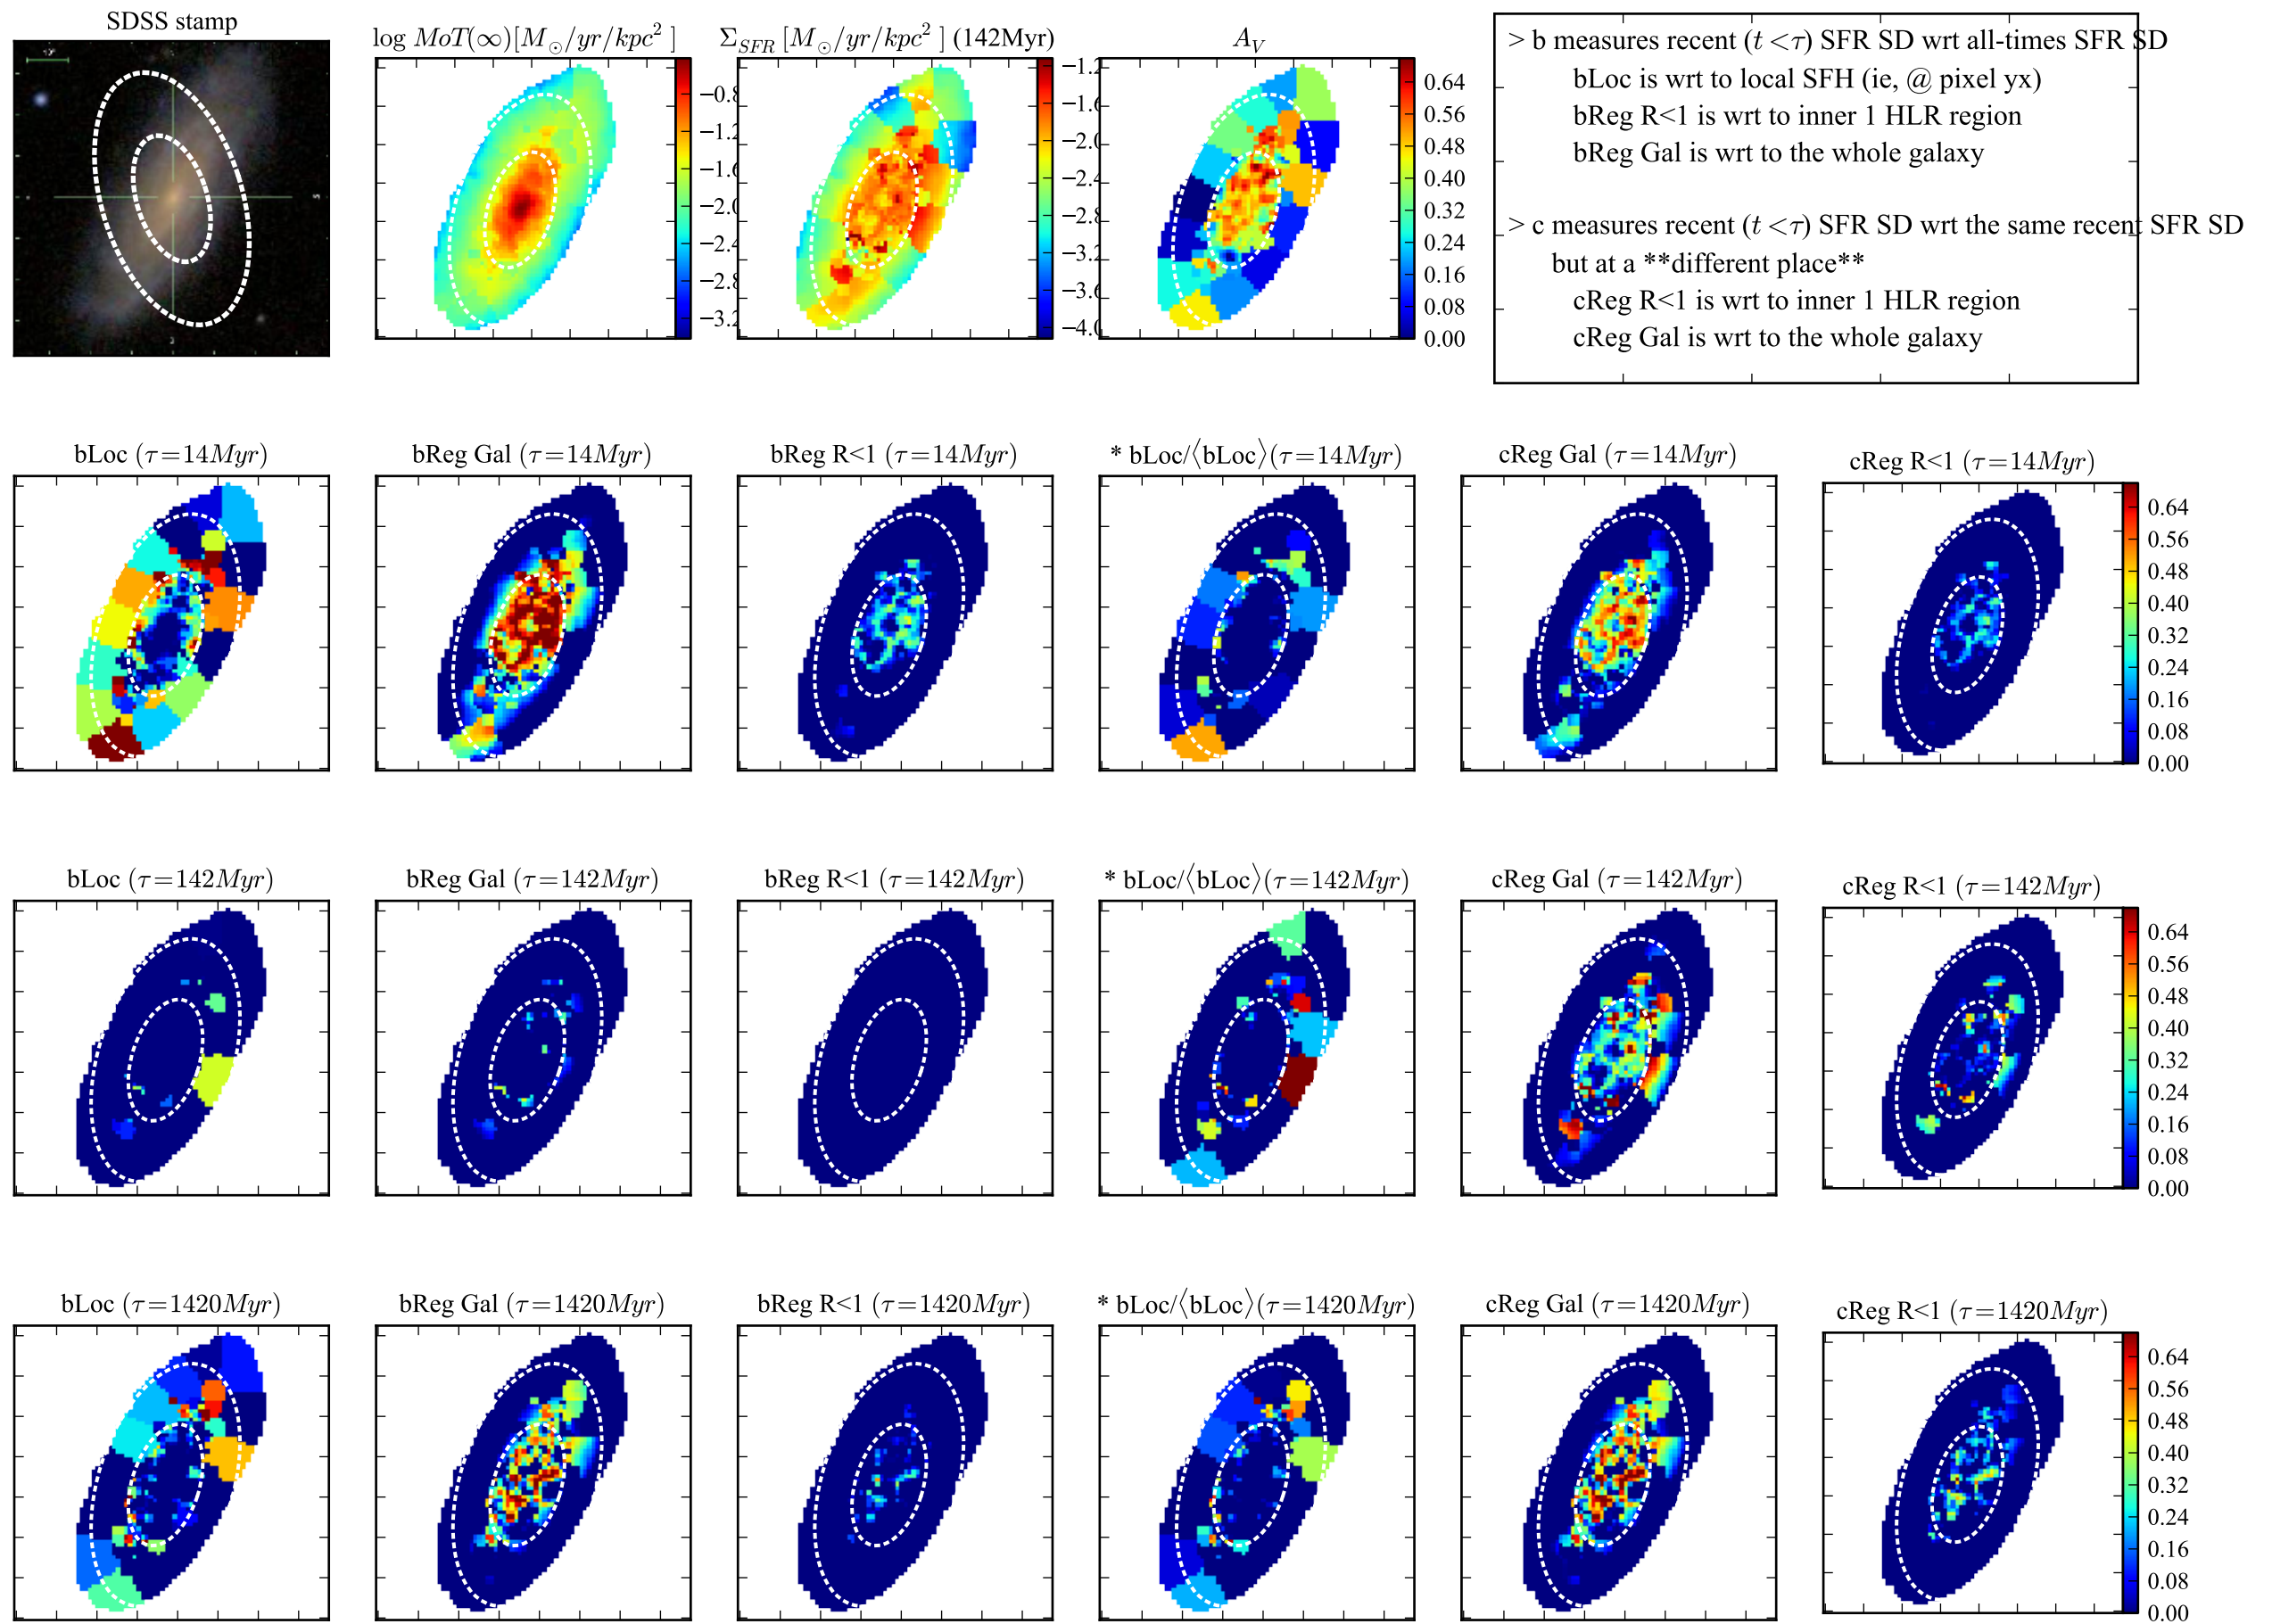 SDSS stamp
log MoT(∞)[M⊙/yr/kpc² ]
Σ_SFR [M⊙/yr/kpc² ] (142Myr)
A_V
−0.8
−1.2
−1.6
−2.0
−2.4
−2.8
−3.2
−1.2
−1.6
−2.0
−2.4
−2.8
−3.2
−3.6
−4.0
0.64
0.56
0.48
0.40
0.32
0.24
0.16
0.08
0.00
> b measures recent (t <τ) SFR SD wrt all-times SFR SD
bLoc is wrt to local SFH (ie, @ pixel yx)
bReg R<1 is wrt to inner 1 HLR region
bReg Gal is wrt to the whole galaxy
> c measures recent (t <τ) SFR SD wrt the same recent SFR SD
but at a **different place**
cReg R<1 is wrt to inner 1 HLR region
cReg Gal is wrt to the whole galaxy
bLoc (τ=14Myr)
bReg Gal (τ=14Myr)
bReg R<1 (τ=14Myr)
* bLoc/⟨bLoc⟩(τ=14Myr)
cReg Gal (τ=14Myr)
cReg R<1 (τ=14Myr)
0.64
0.56
0.48
0.40
0.32
0.24
0.16
0.08
0.00
bLoc (τ=142Myr)
bReg Gal (τ=142Myr)
bReg R<1 (τ=142Myr)
* bLoc/⟨bLoc⟩(τ=142Myr)
cReg Gal (τ=142Myr)
cReg R<1 (τ=142Myr)
0.64
0.56
0.48
0.40
0.32
0.24
0.16
0.08
0.00
bLoc (τ=1420Myr)
bReg Gal (τ=1420Myr)
bReg R<1 (τ=1420Myr)
* bLoc/⟨bLoc⟩(τ=1420Myr)
cReg Gal (τ=1420Myr)
cReg R<1 (τ=1420Myr)
0.64
0.56
0.48
0.40
0.32
0.24
0.16
0.08
0.00